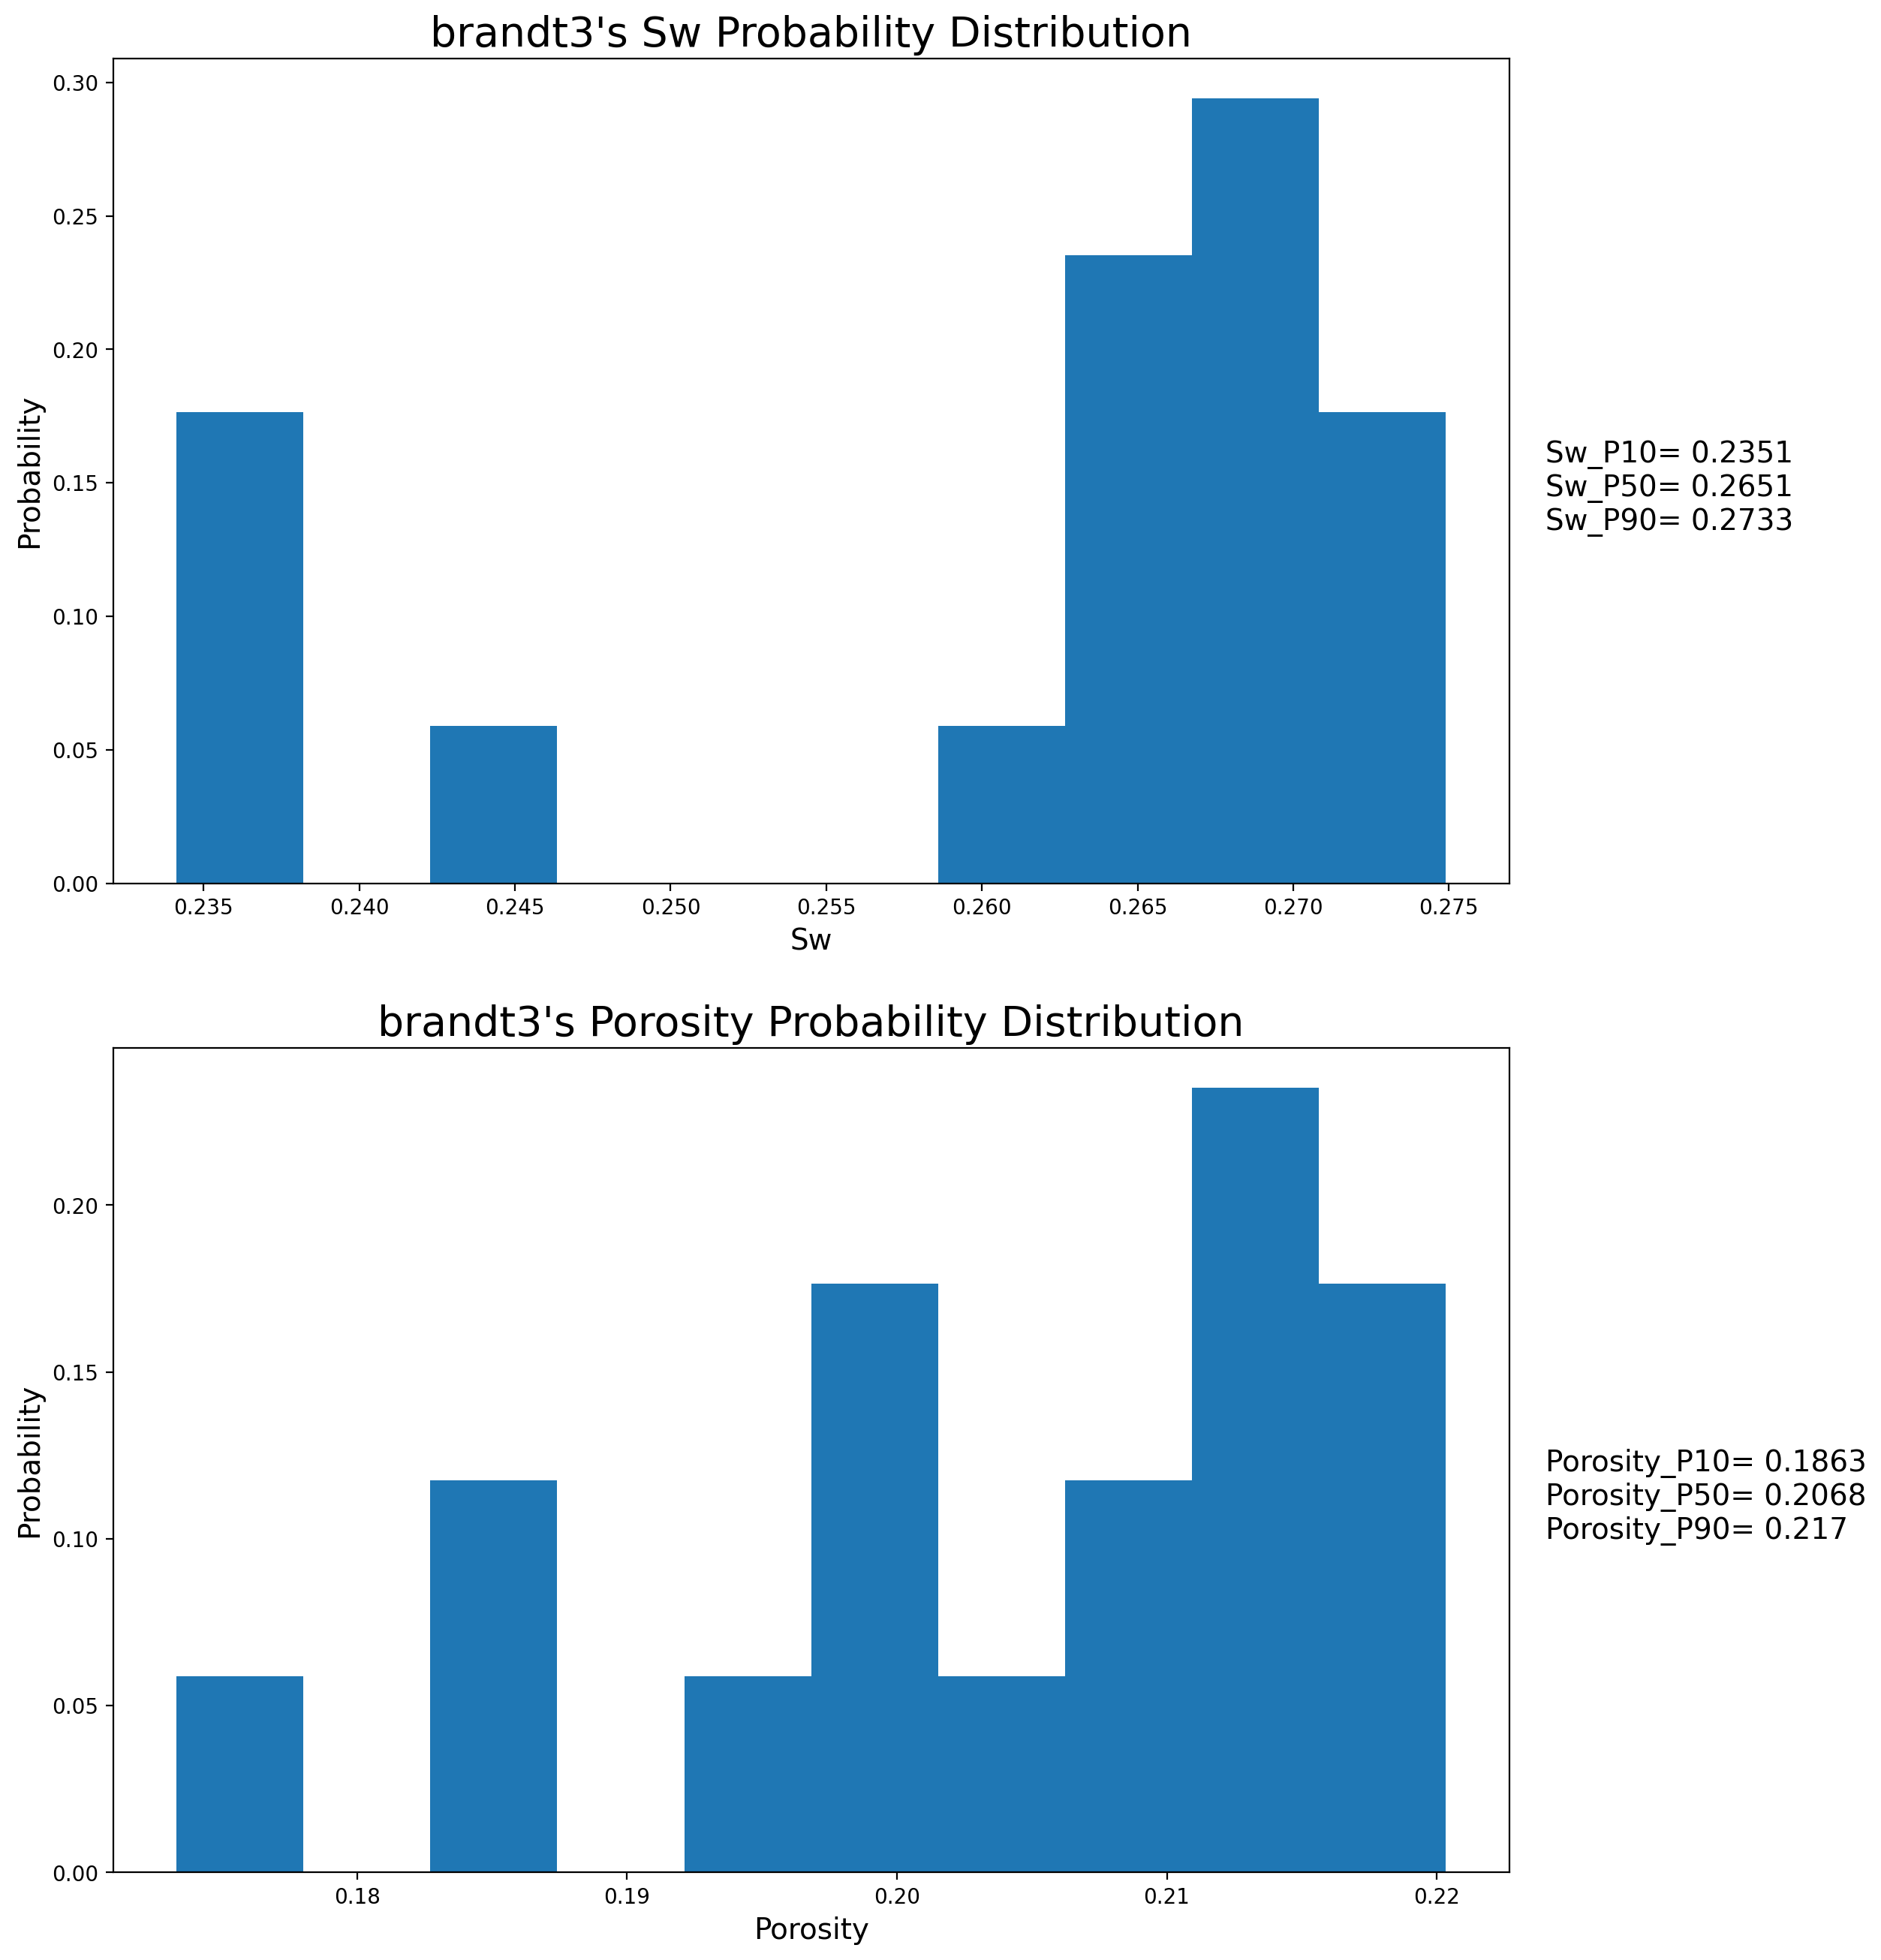 brandt3's Sw Probability Distribution
0.30
0.25
0.20
0.15
0.10
0.05
0.00
Probability
0.235 0.240 0.245 0.250 0.255 0.260 0.265 0.270 0.275
Sw
Sw_P10= 0.2351
Sw_P50= 0.2651
Sw_P90= 0.2733
brandt3's Porosity Probability Distribution
0.20
0.15
0.10
0.05
0.00
Probability
0.18 0.19 0.20 0.21 0.22
Porosity
Porosity_P10= 0.1863
Porosity_P50= 0.2068
Porosity_P90= 0.217